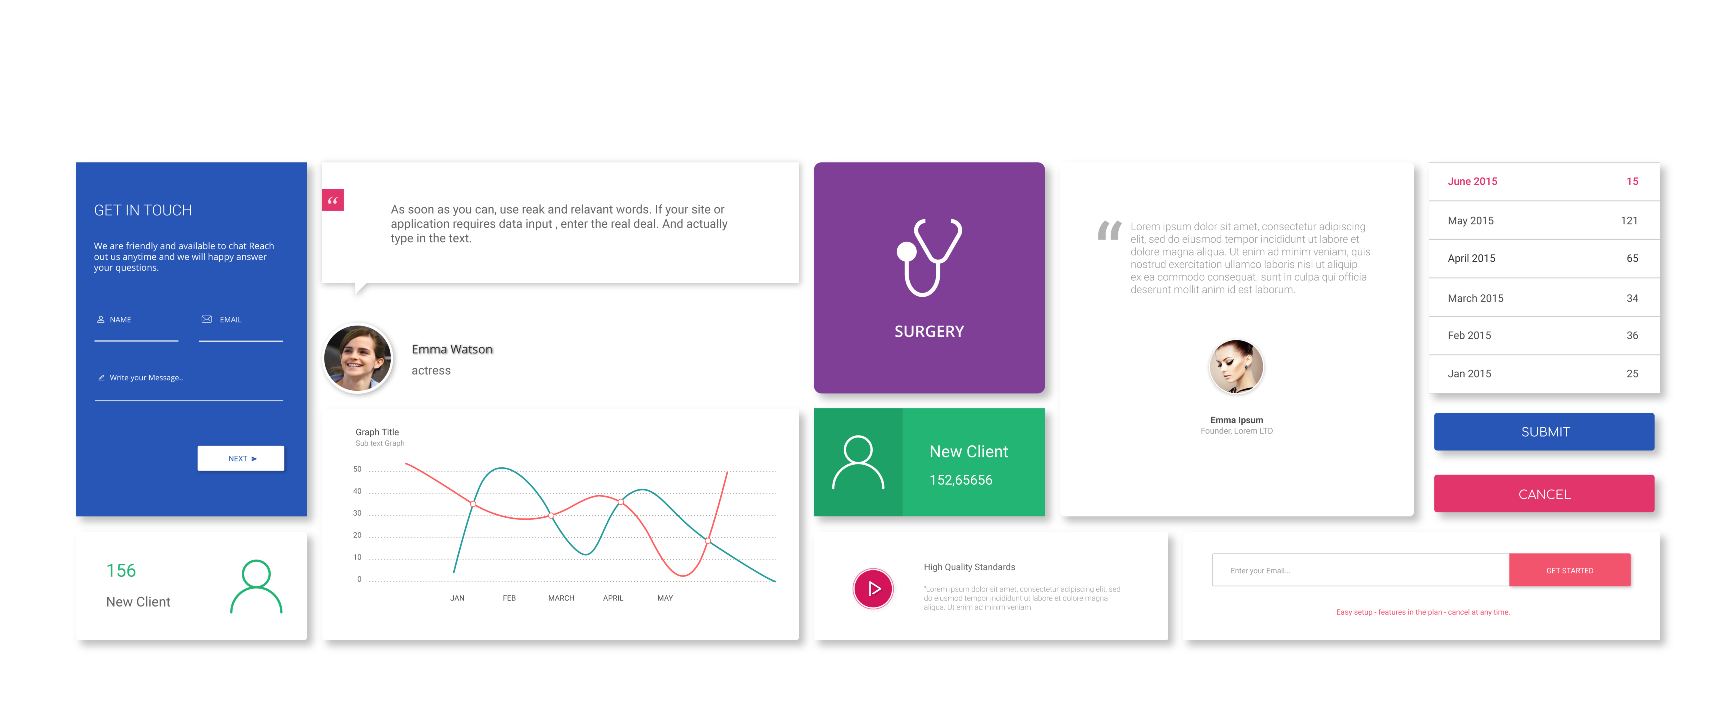 GET IN TOUCH
We are friendly and available to chat Reach
out us anytime and we will happy answer
your questions.
NAME
EMAIL
Write your Message..
NEXT
156
New Client
“
As soon as you can, use reak and relavant words. If your site or
application requires data input , enter the real deal. And actually
type in the text.
Emma Watson
actress
Graph Title
Sub text Graph
50
40
30
20
10
0
JAN FEB MARCH APRIL MAY
SURGERY
New Client
152,65656
High Quality Standards
"Lorem ipsum dolor sit amet, consectetur adipiscing elit, sed
do eiusmod tempor incididunt ut labore et dolore magna
aliqua. Ut enim ad minim veniam
“
Lorem ipsum dolor sit amet, consectetur adipiscing
elit, sed do eiusmod tempor incididunt ut labore et
dolore magna aliqua. Ut enim ad minim veniam, quis
nostrud exercitation ullamco laboris nisi ut aliquip
ex ea commodo consequat. sunt in culpa qui officia
deserunt mollit anim id est laborum.
Emma Ipsum
Founder, Lorem LTD
June 2015 15
May 2015 121
April 2015 65
March 2015 34
Feb 2015 36
Jan 2015 25
SUBMIT
CANCEL
Enter your Email...
GET STARTED
Easy setup - features in the plan - cancel at any time.